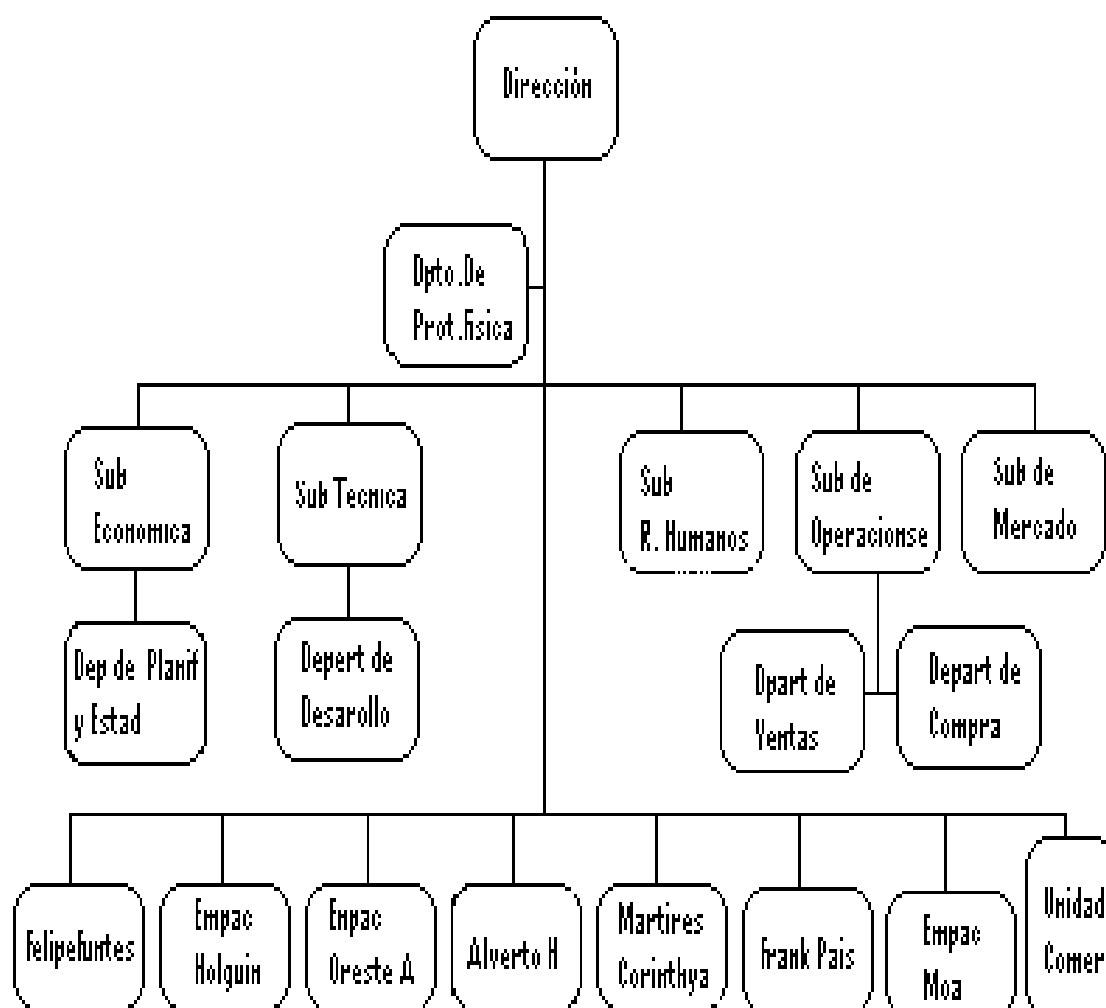 Dirección
Dpto.De
Prot.fisica
Sub
Economica
Sub Tecnica
Sub
R. Humanos
Sub de
Operacionse
Sub de
Mercado
Dep de Planif
y Estad
Depert de
Desarollo
Dpart de
Ventas
Depart de
Compra
Felipefuntes
Empac
Holguin
Enpac
Oreste A
Alverto H
Martires
Corinthya
Frank Pais
Empac
Moa
Unidad
Comer